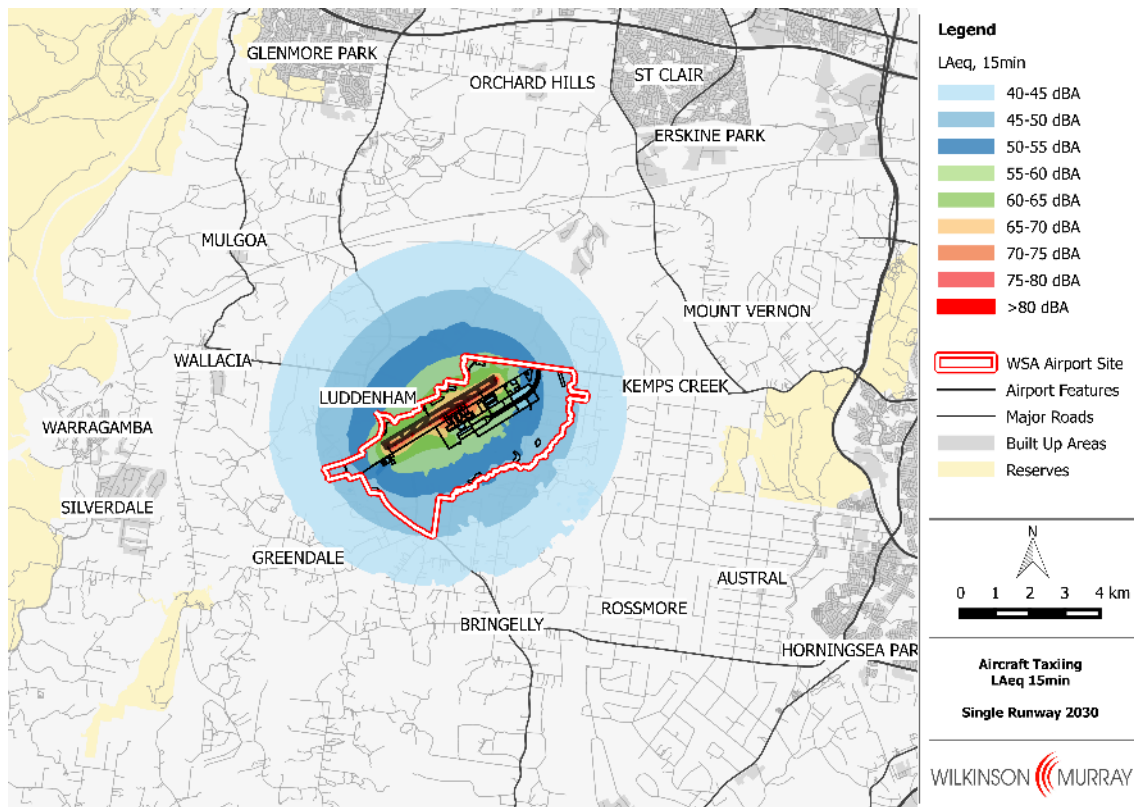 GLENMORE PARK
ORCHARD HILLS
ST CLAIR
ERSKINE PARK
MULGOA
MOUNT VERNON
WALLACIA
KEMPS CREEK
LUDDENHAM
WARRAGAMBA
SILVERDALE
GREENDALE
AUSTRAL
ROSSMORE
BRINGELLY
HORNINGSEA PAR
Legend
LAeq, 15min
40-45 dBA
45-50 dBA
50-55 dBA
55-60 dBA
60-65 dBA
65-70 dBA
70-75 dBA
75-80 dBA
>80 dBA
WSA Airport Site
Airport Features
Major Roads
Built Up Areas
Reserves
N
0 1 2 3 4 km
Aircraft Taxiing
LAeq 15min
Single Runway 2030
WILKINSON MURRAY